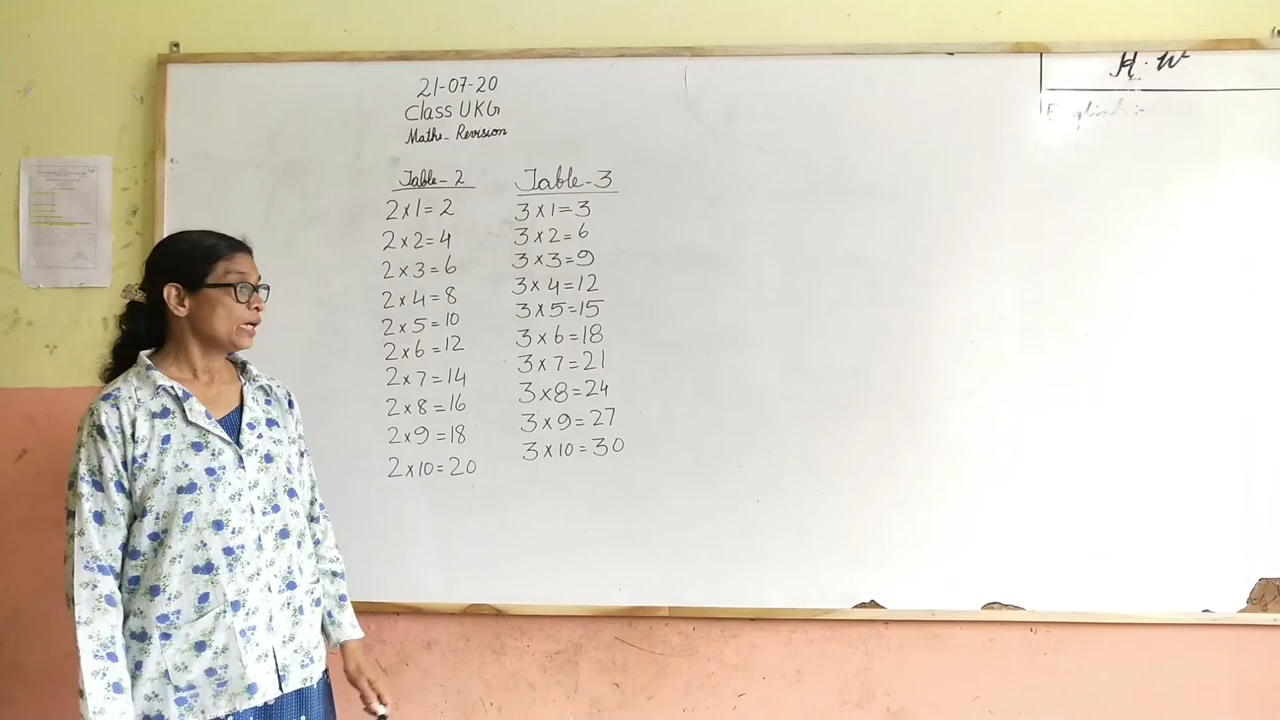 21-07-20
Class UKG
Maths- Revision
Table-2
2x1=2
2x2=4
2x3=6
2x4=8
2x5=10
2x6=12
2x7=14
2x8=16
2x9=18
2x10=20
Table-3
3x1=3
3x2=6
3x3=9
3x4=12
3x5=15
3x6=18
3x7=21
3x8=24
3x9=27
3x10=30
H.W
English:-